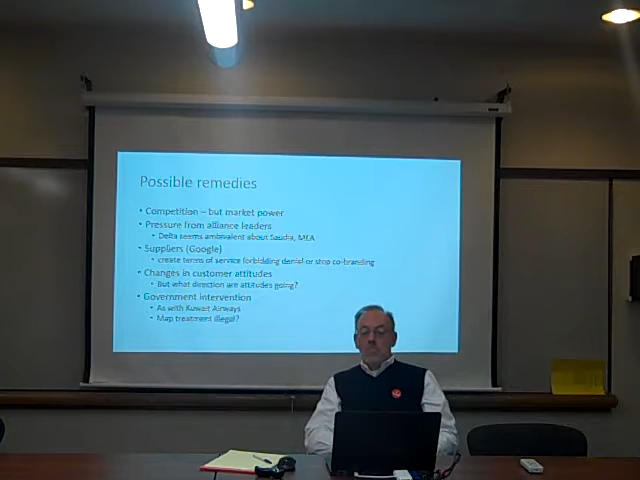 Possible remedies
• Competition – but market power
• Pressure from alliance leaders
• Delta seems ambivalent about Saudia, MEA
• Suppliers (Google)
• create terms of service forbidding denial or stop co-branding
• Changes in customer attitudes
• But what direction are attitudes going?
• Government intervention
• As with Kuwait Airways
• Map treatment illegal?